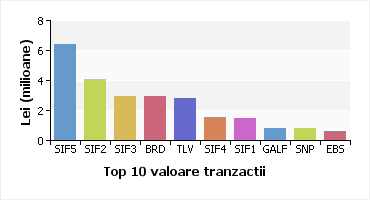 8
6
4
2
0
Lei (milioane)
SIF5 SIF2 SIF3 BRD TLV SIF4 SIF1 GALF SNP EBS
Top 10 valoare tranzactii